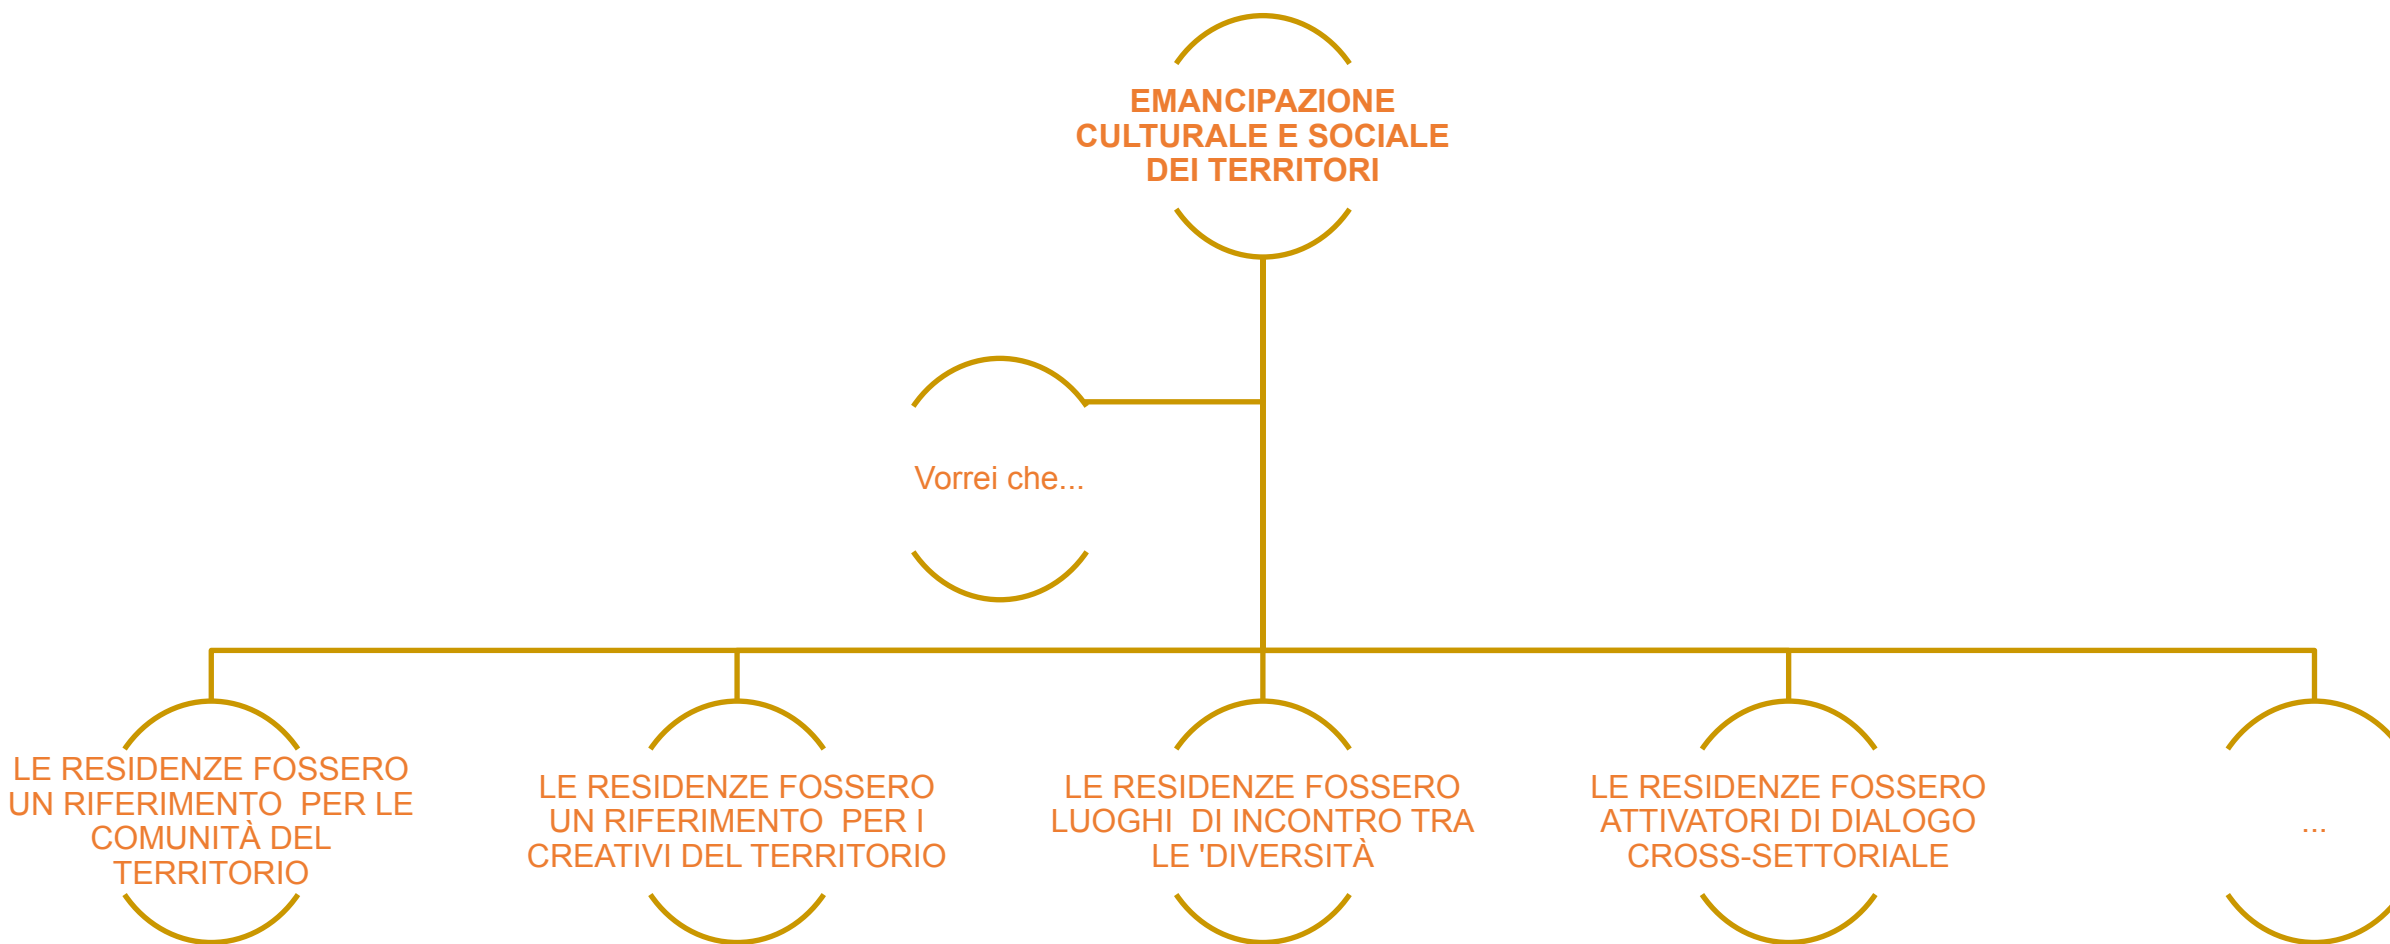 EMANCIPAZIONE
CULTURALE E SOCIALE
DEI TERRITORI
Vorrei che...
LE RESIDENZE FOSSERO
UN RIFERIMENTO  PER LE
COMUNITÀ DEL
TERRITORIO
LE RESIDENZE FOSSERO
UN RIFERIMENTO  PER I
CREATIVI DEL TERRITORIO
LE RESIDENZE FOSSERO
LUOGHI  DI INCONTRO TRA
LE 'DIVERSITÀ
LE RESIDENZE FOSSERO
ATTIVATORI DI DIALOGO
CROSS-SETTORIALE
...